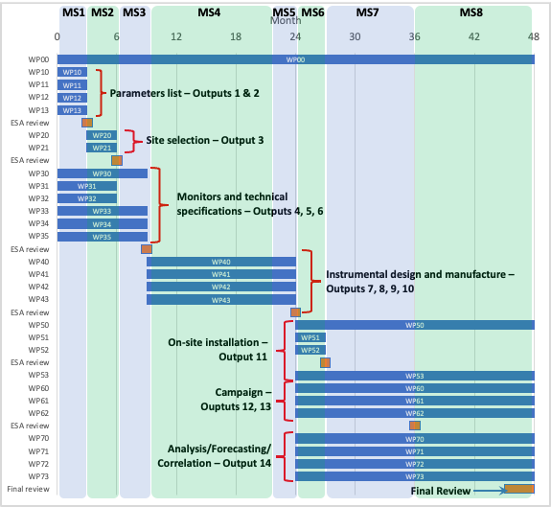 MS1 MS2 MS3 MS4 MS5 MS6 MS7 MS8
Month
0 6 12 18 24 30 36 42 48
WP00 WP00
WP10 WP10
WP11 WP11
Parameters list – Outputs 1 & 2
WP12 WP12
WP13 WP13
ESA review
WP20 WP20
Site selection – Output 3
WP21 WP21
ESA review
WP30 WP30
WP31 WP31
WP32 WP32
Monitors and technical
specifications – Outputs 4, 5, 6
WP33 WP33
WP34 WP34
WP35 WP35
ESA review
WP40 WP40
WP41 WP41
Instrumental design and manufacture –
Outputs 7, 8, 9, 10
WP42 WP42
WP43 WP43
ESA review
WP50 WP50
WP51 WP51
On-site installation –
Output 11
WP52 WP52
ESA review
WP53 WP53
WP60 WP60
Campaign –
Ouptuts 12, 13
WP61 WP61
WP62 WP62
ESA review
WP70 WP70
WP71 WP71
Analysis/Forecasting/
Correlation – Output 14
WP72 WP72
WP73 WP73
Final review
Final Review